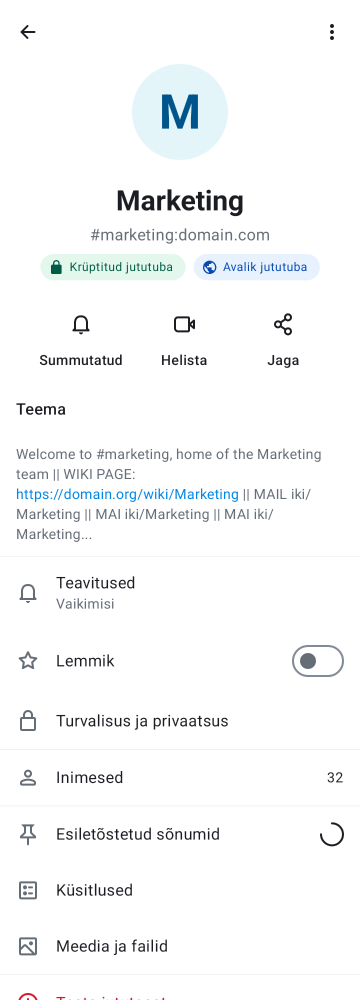 M
Marketing
#marketing:domain.com
Krüptitud jututuba
Avalik jututuba
Summutatud
Helista
Jaga
Teema
Welcome to #marketing, home of the Marketing
team || WIKI PAGE:
https://domain.org/wiki/Marketing || MAIL iki/
Marketing || MAI iki/Marketing || MAI iki/
Marketing...
Teavitused
Vaikimisi
Lemmik
Turvalisus ja privaatsus
Inimesed 32
Esiletõstetud sõnumid
Küsitlused
Meedia ja failid